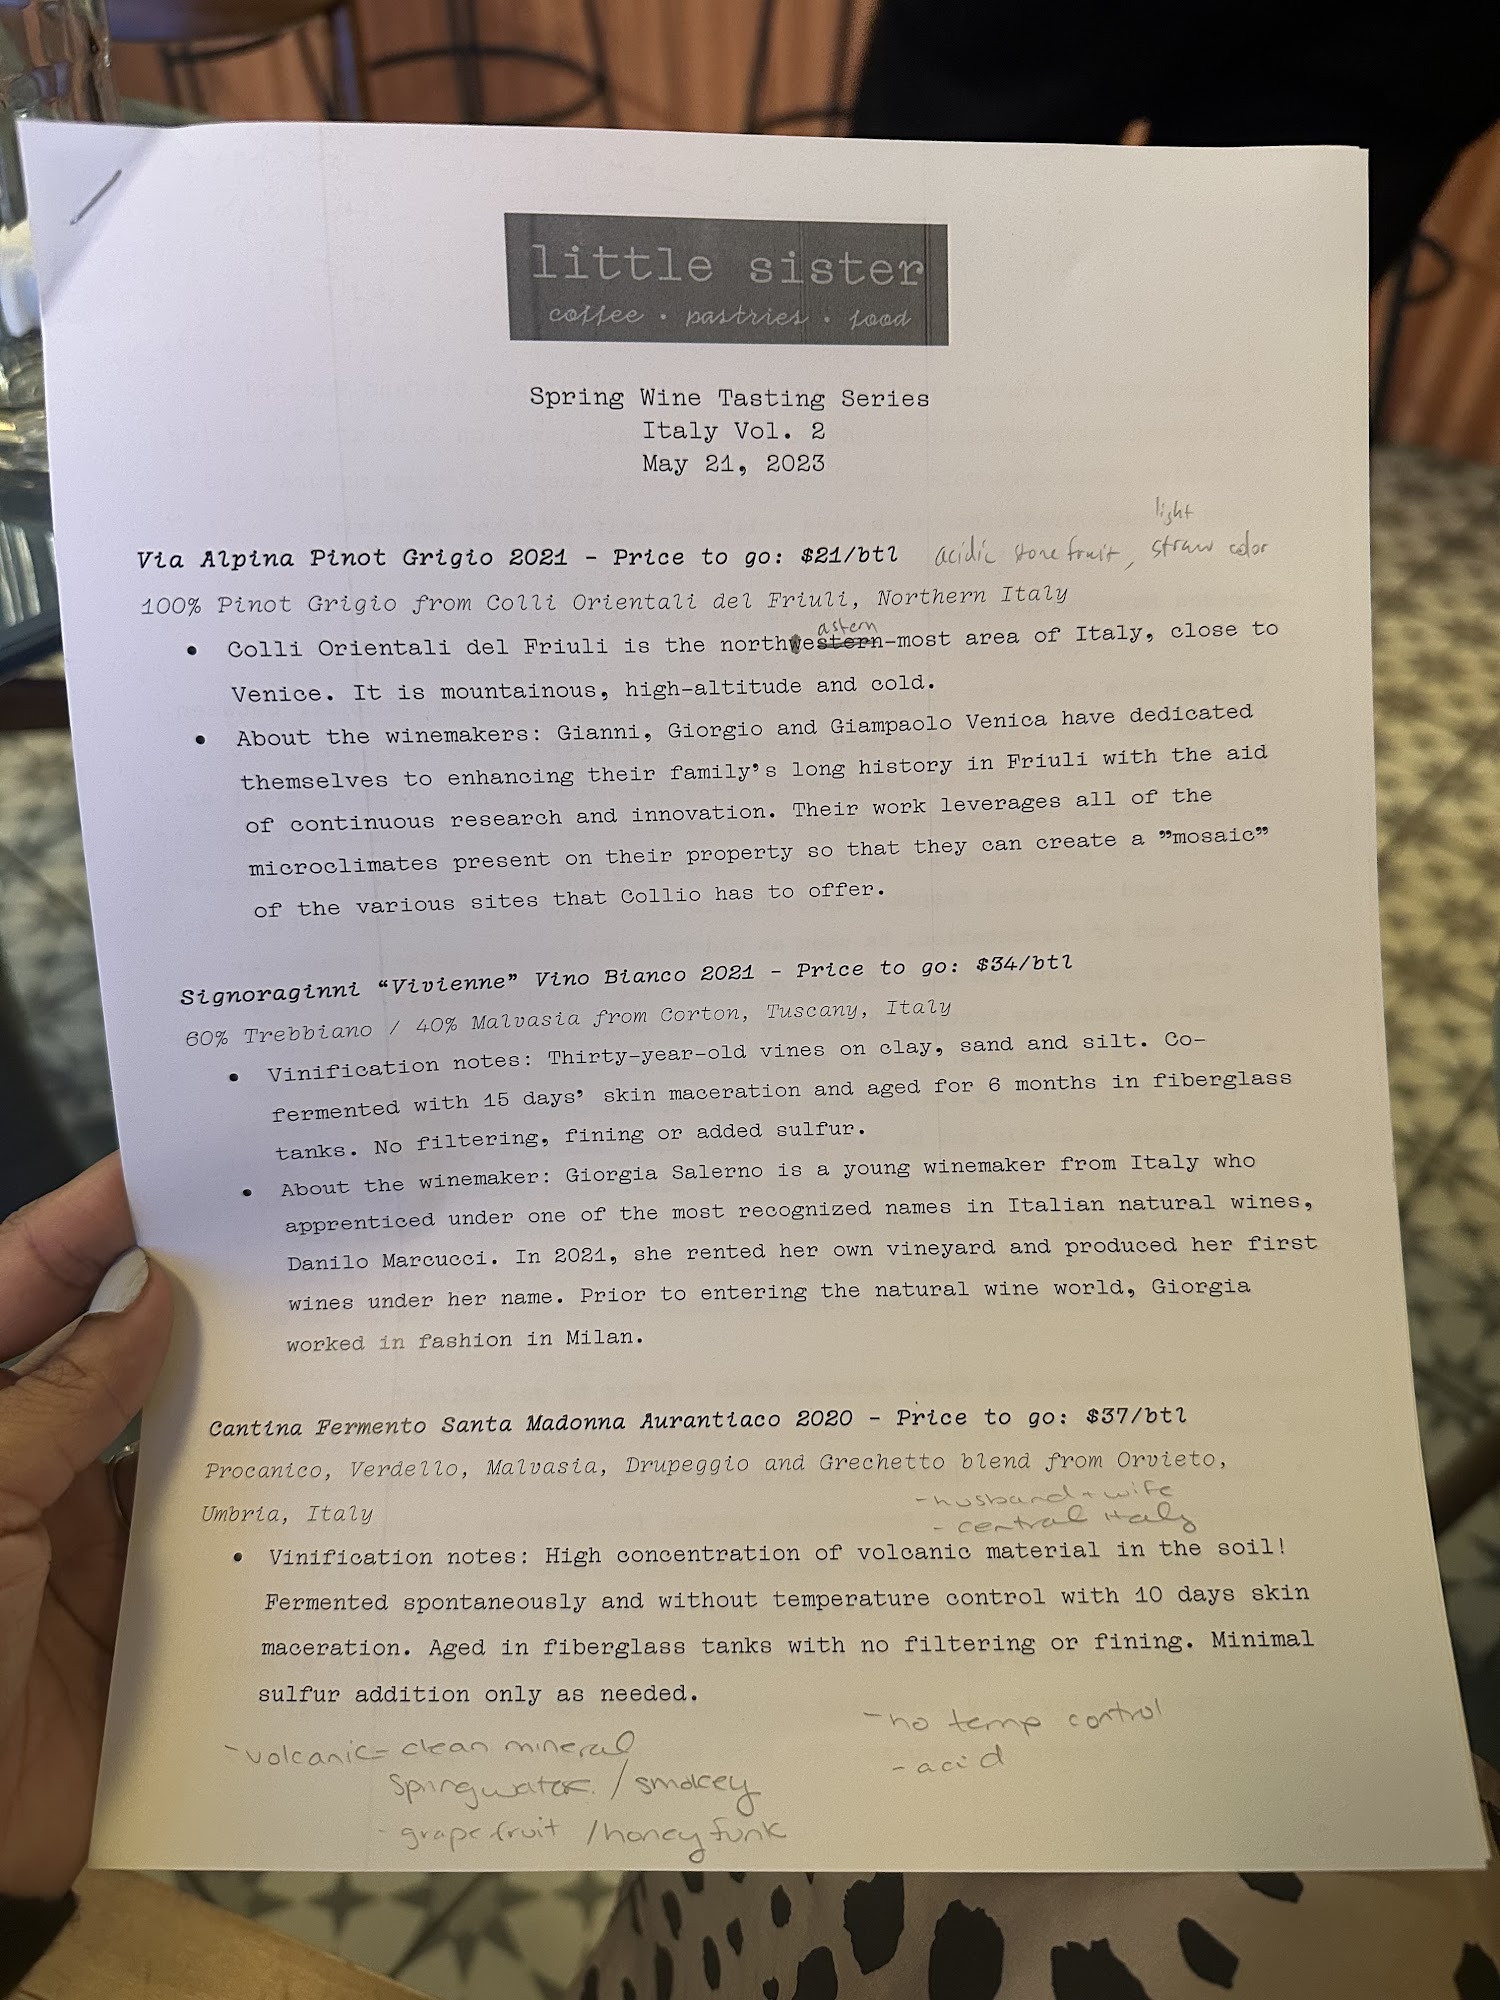 little sister
coffee · pastries · food
Spring Wine Tasting Series
Italy Vol. 2
May 21, 2023
light
Via Alpina Pinot Grigio 2021 - Price to go: $21/btl acidic stone fruit, straw color
100% Pinot Grigio from Colli Orientali del Friuli, Northern Italy
astern
• Colli Orientali del Friuli is the northwestern-most area of Italy, close to
Venice. It is mountainous, high-altitude and cold.
• About the winemakers: Gianni, Giorgio and Giampaolo Venica have dedicated
themselves to enhancing their family's long history in Friuli with the aid
of continuous research and innovation. Their work leverages all of the
microclimates present on their property so that they can create a ”mosaic”
of the various sites that Collio has to offer.
Signoraginni “Vivienne” Vino Bianco 2021 - Price to go: $34/btl
60% Trebbiano / 40% Malvasia from Corton, Tuscany, Italy
• Vinification notes: Thirty-year-old vines on clay, sand and silt. Co-
fermented with 15 days’ skin maceration and aged for 6 months in fiberglass
tanks. No filtering, fining or added sulfur.
• About the winemaker: Giorgia Salerno is a young winemaker from Italy who
apprenticed under one of the most recognized names in Italian natural wines,
Danilo Marcucci. In 2021, she rented her own vineyard and produced her first
wines under her name. Prior to entering the natural wine world, Giorgia
worked in fashion in Milan.
Cantina Fermento Santa Madonna Aurantiaco 2020 - Price to go: $37/btl
Procanico, Verdello, Malvasia, Drupeggio and Grechetto blend from Orvieto,
Umbria, Italy
- husband + wife
- central Italy
• Vinification notes: High concentration of volcanic material in the soil!
Fermented spontaneously and without temperature control with 10 days skin
maceration. Aged in fiberglass tanks with no filtering or fining. Minimal
sulfur addition only as needed.
- no temp control
- acid
- volcanic = clean mineral
springwater / smokey
- grapefruit / honey funk